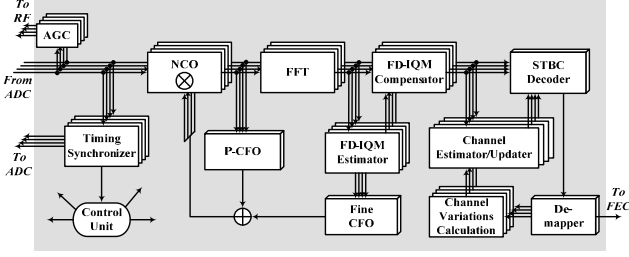 To
RF
AGC
From
ADC
NCO
FFT
FD-IQM
Compensator
STBC
Decoder
Timing
Synchronizer
To
ADC
P-CFO
FD-IQM
Estimator
Channel
Estimator/Updater
Control
Unit
Fine
CFO
Channel
Variations
Calculation
De-
mapper
To
FEC